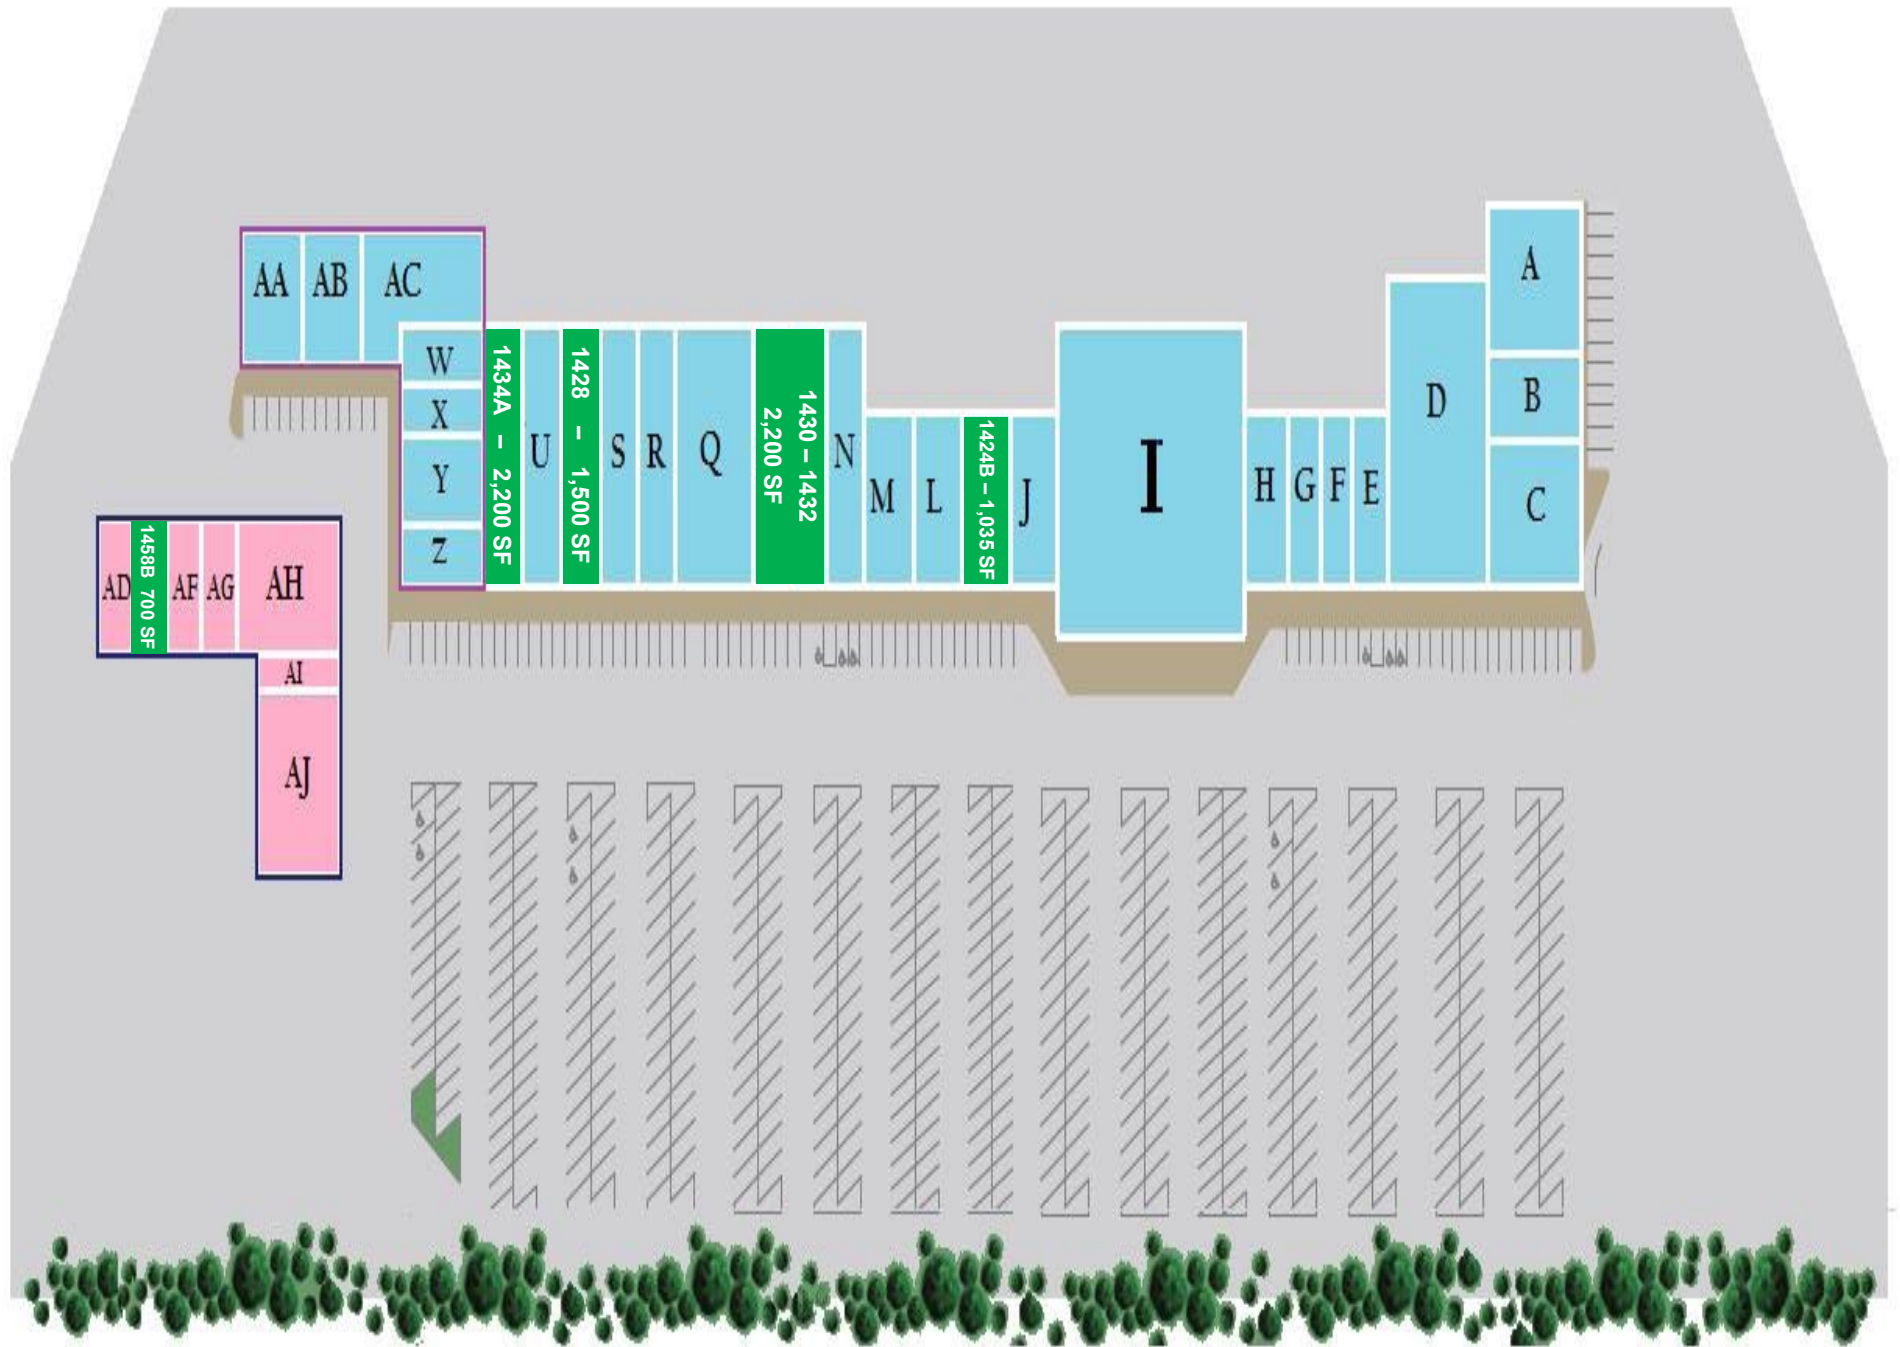 A
AA
AB
AC
W
X
Y
Z
1434A – 2,200 SF
U
1428 – 1,500 SF
S
R
Q
1430 – 1432
2,200 SF
N
M
L
1424B – 1,035 SF
J
I
H
G
F
E
D
B
C
AD
1458B 700 SF
AF
AG
AH
AI
AJ